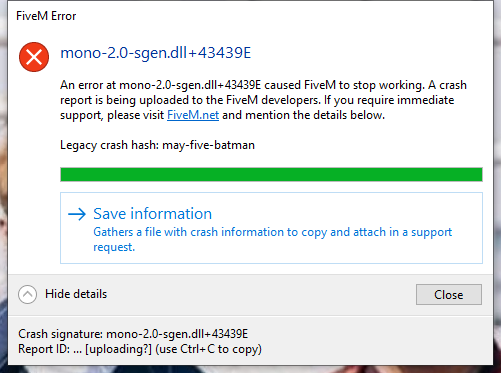 FiveM Error
mono-2.0-sgen.dll+43439E
An error at mono-2.0-sgen.dll+43439E caused FiveM to stop working. A crash
report is being uploaded to the FiveM developers. If you require immediate
support, please visit FiveM.net and mention the details below.
Legacy crash hash: may-five-batman
Save information
Gathers a file with crash information to copy and attach in a support
request.
Hide details
Close
Crash signature: mono-2.0-sgen.dll+43439E
Report ID: ... [uploading?] (use Ctrl+C to copy)